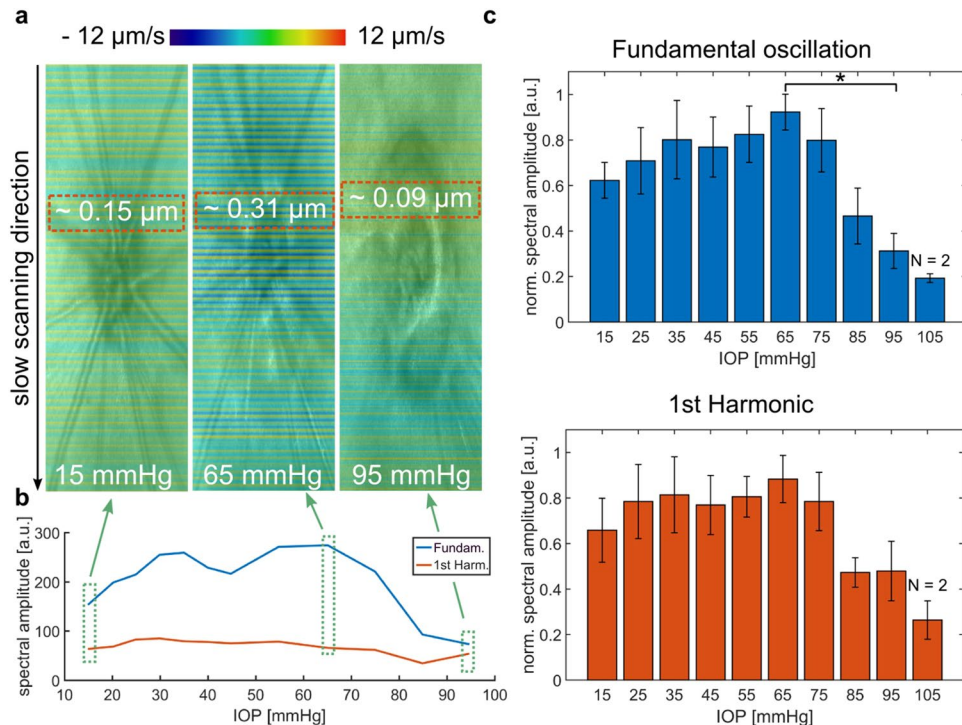 a
- 12 µm/s
12 µm/s
slow scanning direction
~ 0.15 µm
~ 0.31 µm
~ 0.09 µm
15 mmHg
65 mmHg
95 mmHg
b
spectral amplitude [a.u.]
300
200
100
0
Fundam.
1st Harm.
10 20 30 40 50 60 70 80 90 100
IOP [mmHg]
c
Fundamental oscillation
norm. spectral amplitude [a.u.]
1
0.8
0.6
0.4
0.2
0
*
N = 2
15 25 35 45 55 65 75 85 95 105
IOP [mmHg]
1st Harmonic
norm. spectral amplitude [a.u.]
1
0.8
0.6
0.4
0.2
0
N = 2
15 25 35 45 55 65 75 85 95 105
IOP [mmHg]